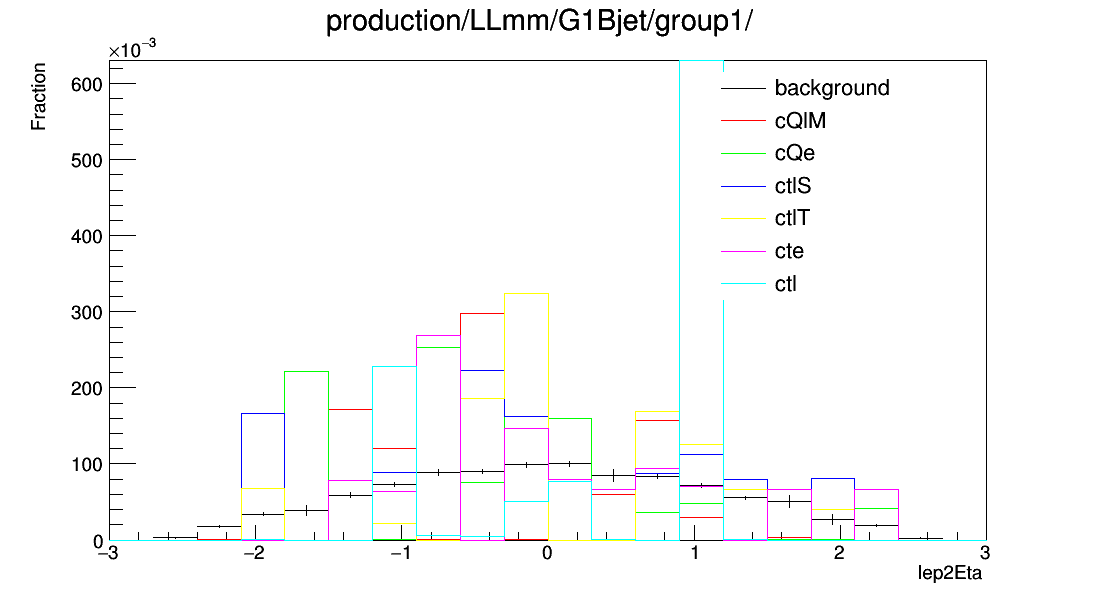 production/LLmm/G1Bjet/group1/
×10⁻³
Fraction
600
500
400
300
200
100
0
background
cQlM
cQe
ctlS
ctlT
cte
ctl
−3
−2
−1
0
1
2
3
lep2Eta